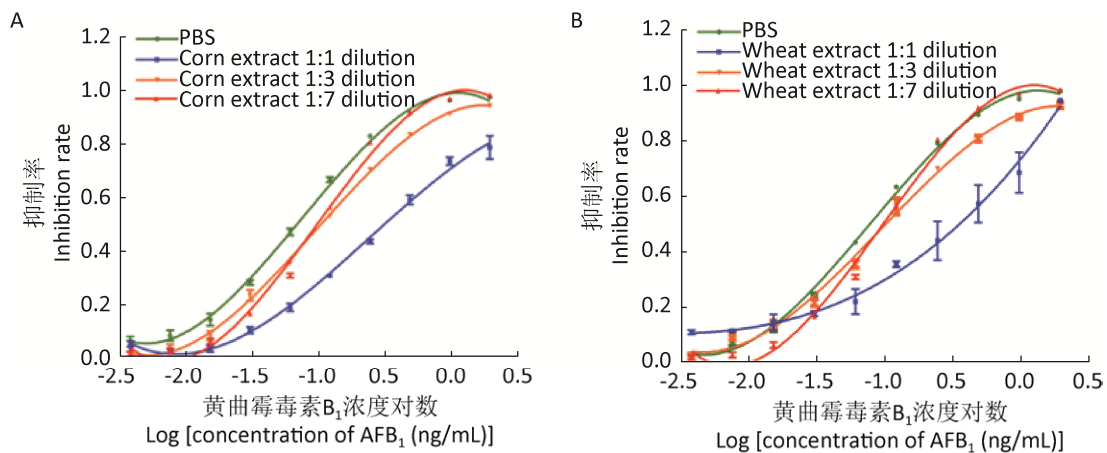 A
1.2
1.0
0.8
0.6
0.4
0.2
0.0
抑制率
Inhibition rate
PBS
Corn extract 1:1 dilution
Corn extract 1:3 dilution
Corn extract 1:7 dilution
-2.5 -2.0 -1.5 -1.0 0.5 0.0 0.5
黄曲霉毒素B₁浓度对数
Log [concentration of AFB₁ (ng/mL)]
B
1.2
1.0
0.8
0.6
0.4
0.2
0.0
抑制率
Inhibition rate
PBS
Wheat extract 1:1 dilution
Wheat extract 1:3 dilution
Wheat extract 1:7 dilution
-2.5 -2.0 -1.5 -1.0 -0.5 0.0 0.5
黄曲霉毒素B₁浓度对数
Log [concentration of AFB₁ (ng/mL)]